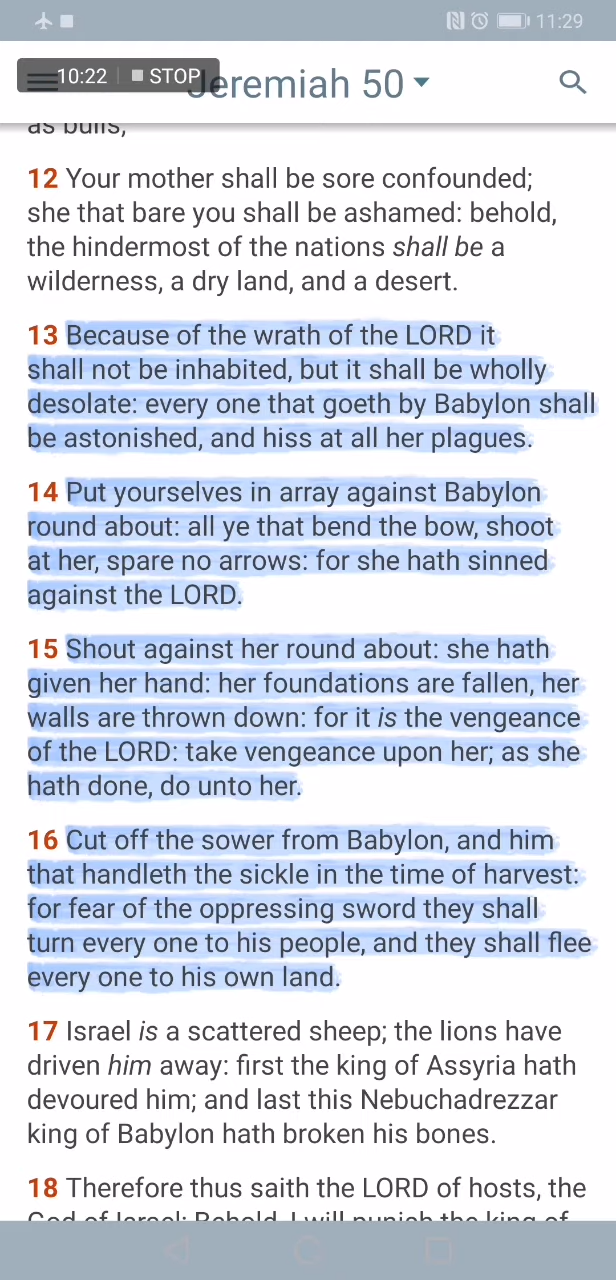 11:29
10:22 STOP
Jeremiah 50
as bulls,
12 Your mother shall be sore confounded;
she that bare you shall be ashamed: behold,
the hindermost of the nations shall be a
wilderness, a dry land, and a desert.
13 Because of the wrath of the LORD it
shall not be inhabited, but it shall be wholly
desolate: every one that goeth by Babylon shall
be astonished, and hiss at all her plagues.
14 Put yourselves in array against Babylon
round about: all ye that bend the bow, shoot
at her, spare no arrows: for she hath sinned
against the LORD.
15 Shout against her round about: she hath
given her hand: her foundations are fallen, her
walls are thrown down: for it is the vengeance
of the LORD: take vengeance upon her; as she
hath done, do unto her.
16 Cut off the sower from Babylon, and him
that handleth the sickle in the time of harvest:
for fear of the oppressing sword they shall
turn every one to his people, and they shall flee
every one to his own land.
17 Israel is a scattered sheep; the lions have
driven him away: first the king of Assyria hath
devoured him; and last this Nebuchadrezzar
king of Babylon hath broken his bones.
18 Therefore thus saith the LORD of hosts, the
God of Israel; Behold, I will punish the king of